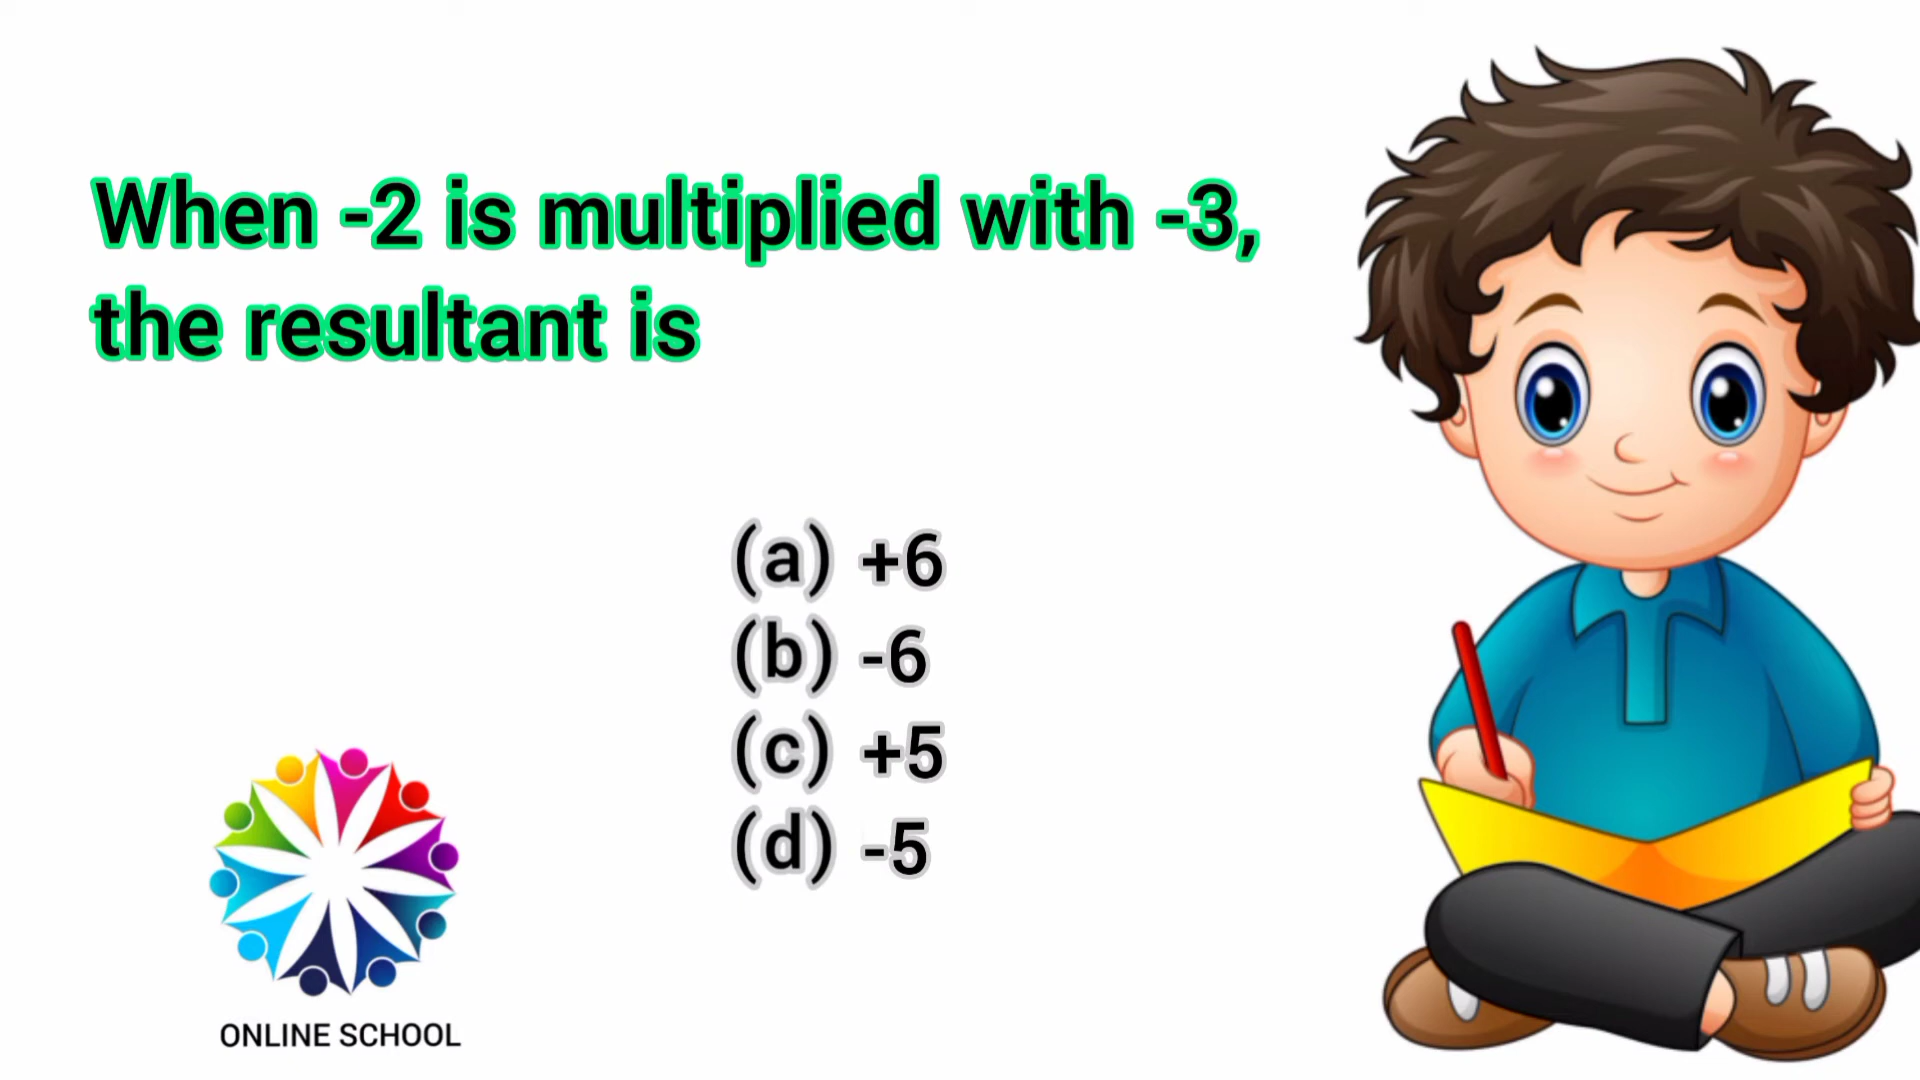 When -2 is multiplied with -3,
the resultant is
(a) +6
(b) -6
(c) +5
(d) -5
ONLINE SCHOOL